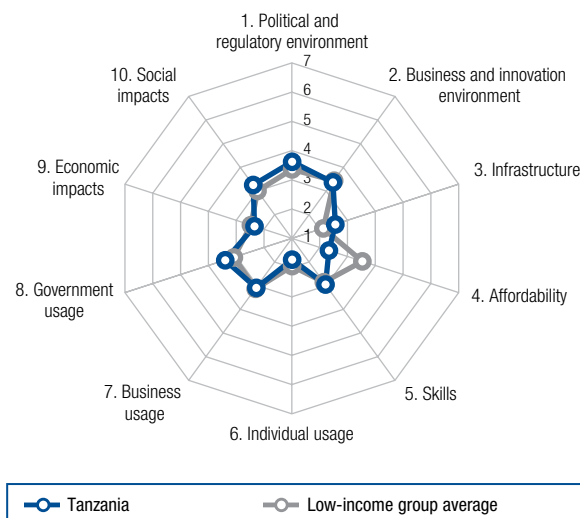 1. Political and
regulatory environment
2. Business and innovation
environment
3. Infrastructure
4. Affordability
5. Skills
6. Individual usage
7. Business
usage
8. Government
usage
9. Economic
impacts
10. Social
impacts
7
6
5
4
3
2
1
Tanzania
Low-income group average